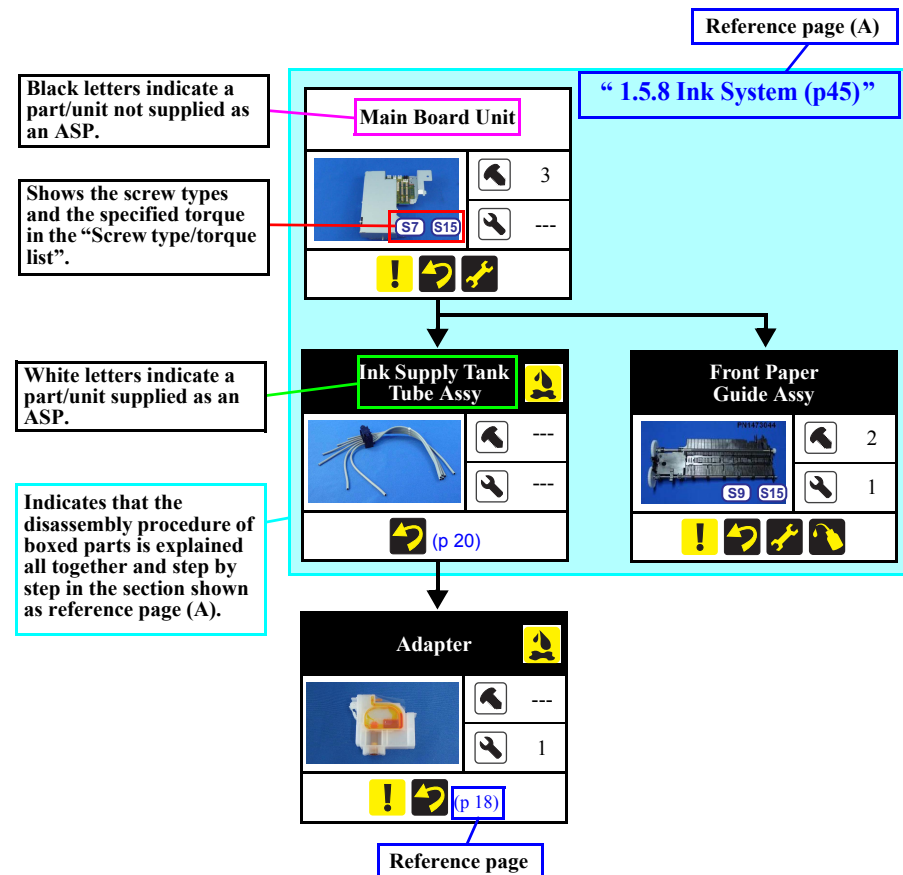 Reference page (A)
“ 1.5.8 Ink System (p45)”
Black letters indicate a
part/unit not supplied as
an ASP.
Main Board Unit
3
Shows the screw types
and the specified torque
in the “Screw type/torque
list”.
S7 S15
---
White letters indicate a
part/unit supplied as an
ASP.
Ink Supply Tank
Tube Assy
---
---
(p 20)
Front Paper
Guide Assy
PN1473044
2
S9 S15
1
Indicates that the
disassembly procedure of
boxed parts is explained
all together and step by
step in the section shown
as reference page (A).
Adapter
---
1
(p 18)
Reference page